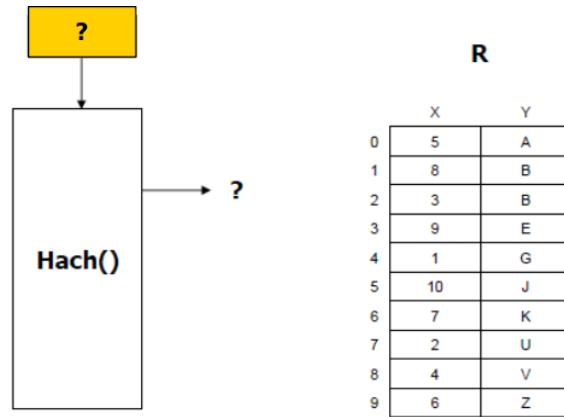 ?
?
Hach()
R
X Y
0 5 A
1 8 B
2 3 B
3 9 E
4 1 G
5 10 J
6 7 K
7 2 U
8 4 V
9 6 Z